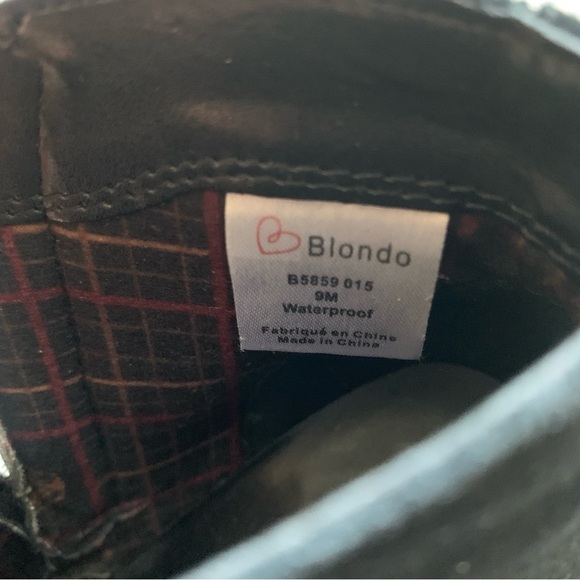 Blondo
B5859 015
9M
Waterproof
Fabriqué en Chine
Made in China